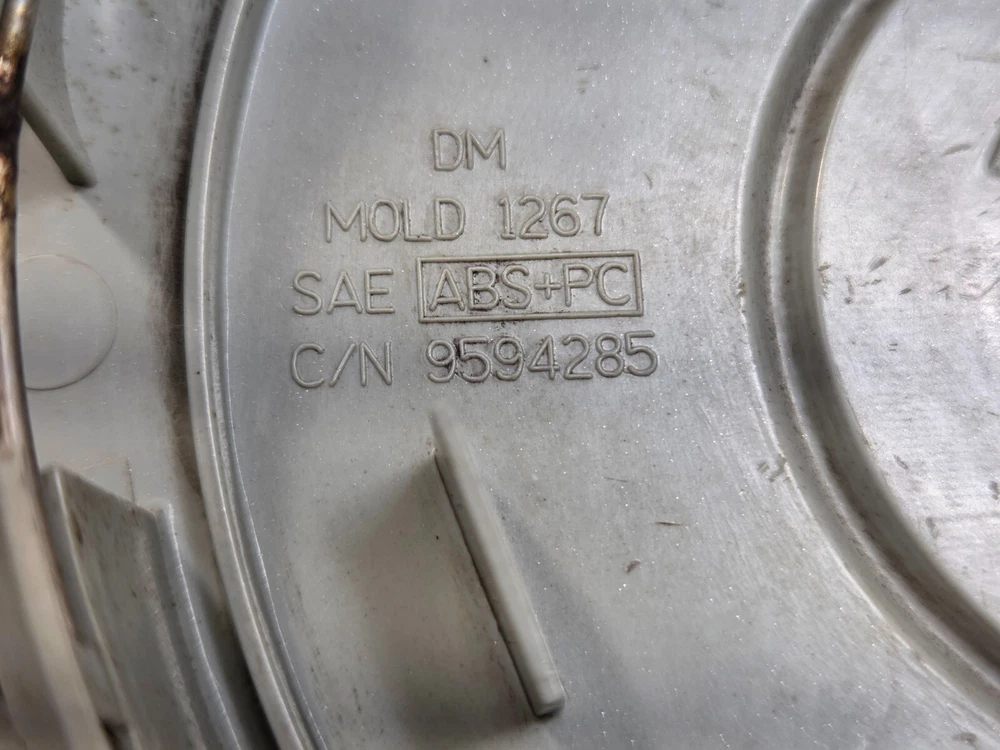 DM
MOLD 1267
SAE ABS+PC
C/N 9594285